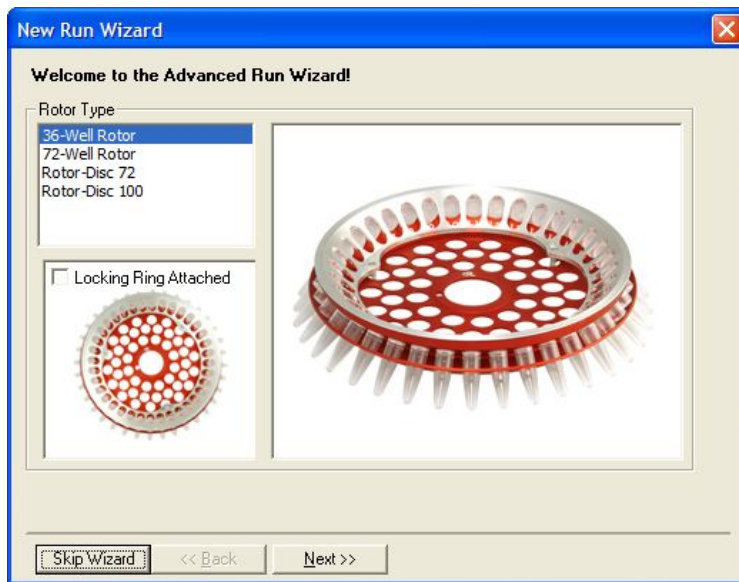 New Run Wizard
Welcome to the Advanced Run Wizard!
Rotor Type
36-Well Rotor
72-Well Rotor
Rotor-Disc 72
Rotor-Disc 100
Locking Ring Attached
Skip Wizard
<< Back
Next >>